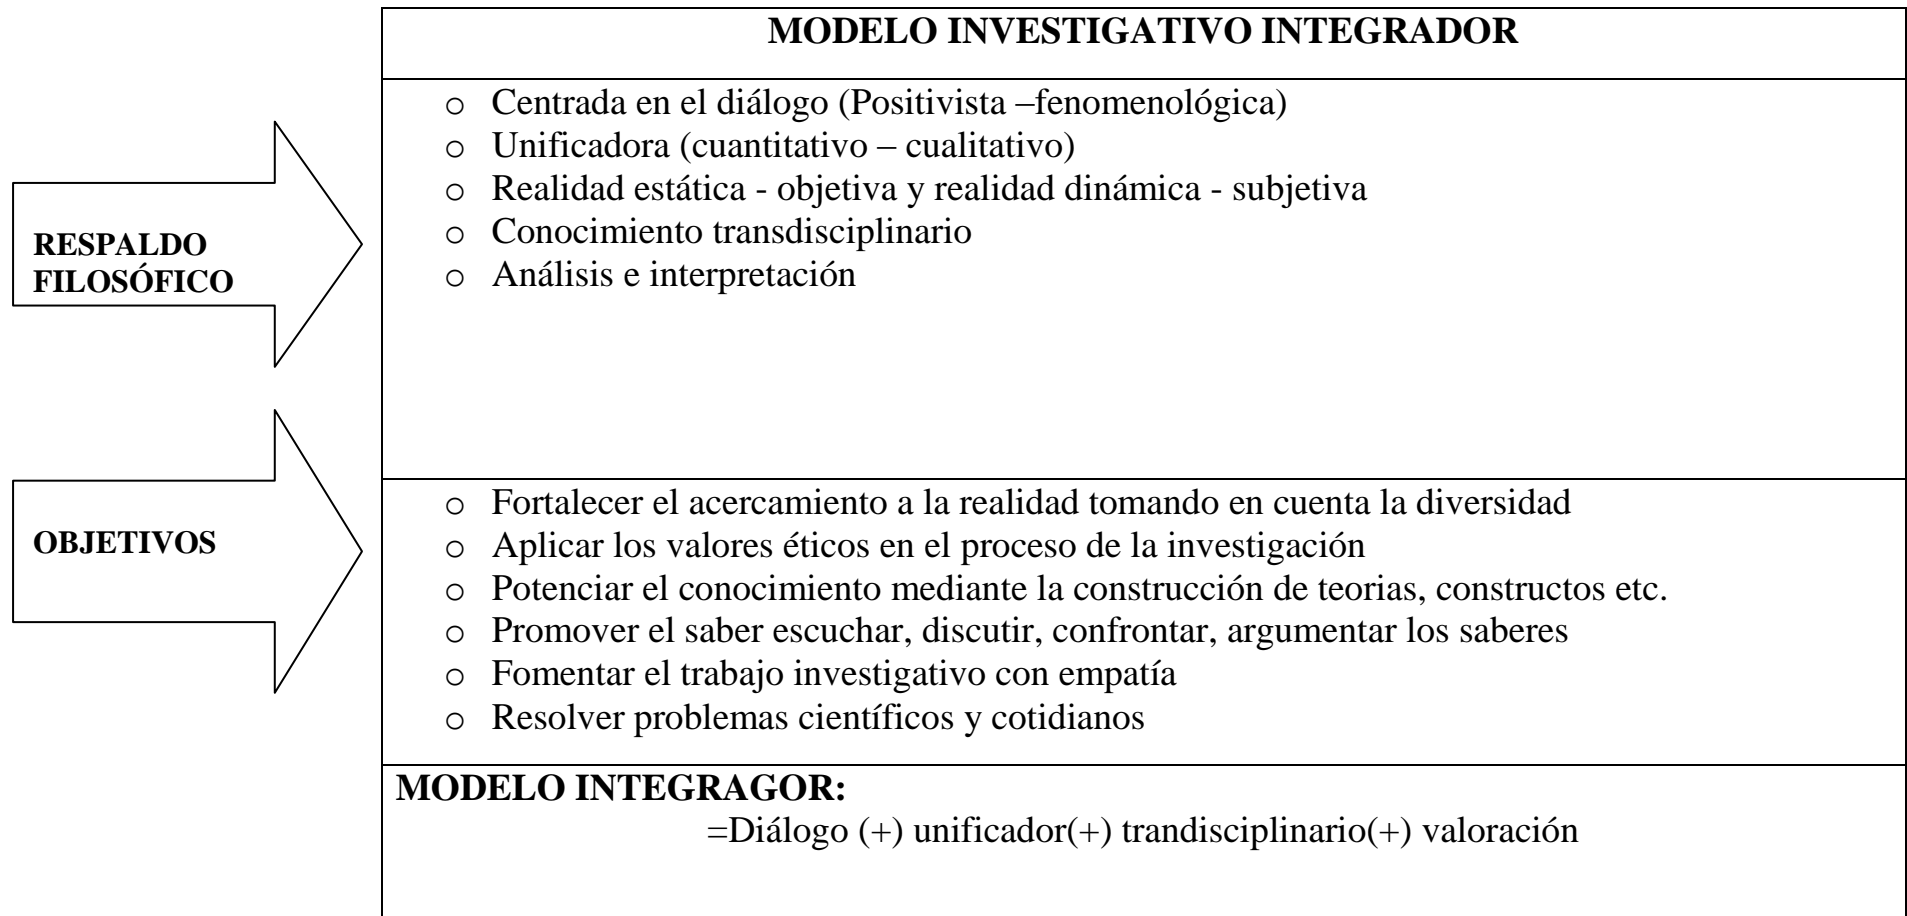 MODELO INVESTIGATIVO INTEGRADOR
RESPALDO
FILOSÓFICO
o Centrada en el diálogo (Positivista –fenomenológica)
o Unificadora (cuantitativo – cualitativo)
o Realidad estática - objetiva y realidad dinámica - subjetiva
o Conocimiento transdisciplinario
o Análisis e interpretación
OBJETIVOS
o Fortalecer el acercamiento a la realidad tomando en cuenta la diversidad
o Aplicar los valores éticos en el proceso de la investigación
o Potenciar el conocimiento mediante la construcción de teorias, constructos etc.
o Promover el saber escuchar, discutir, confrontar, argumentar los saberes
o Fomentar el trabajo investigativo con empatía
o Resolver problemas científicos y cotidianos
MODELO INTEGRAGOR:
=Diálogo (+) unificador(+) trandisciplinario(+) valoración